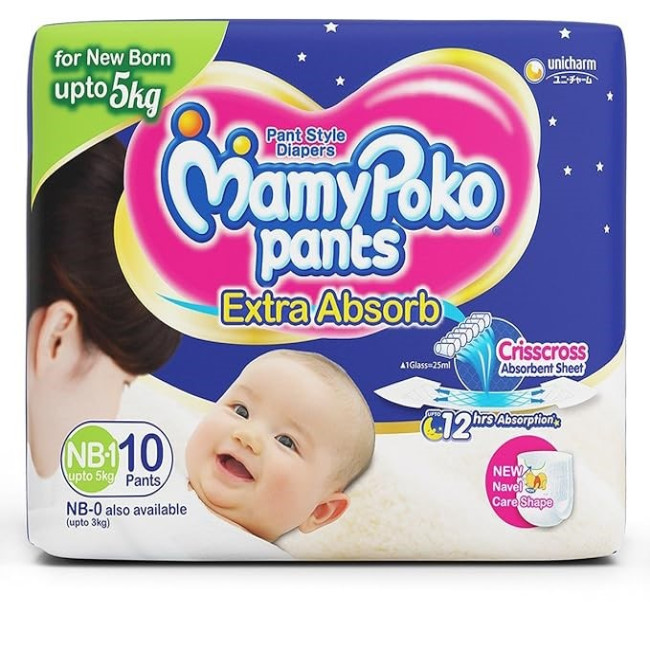 for New Born
upto 5kg
unicharm
ユニ・チャーム
Pant Style
Diapers
MamyPoko
pants
Extra Absorb
▲1Glass=25ml
Crisscross
Absorbent Sheet
UPTO
12 hrs Absorption
NB-1
upto 5kg
10
Pants
NB-0 also available
(upto 3kg)
NEW
Navel
Care Shape